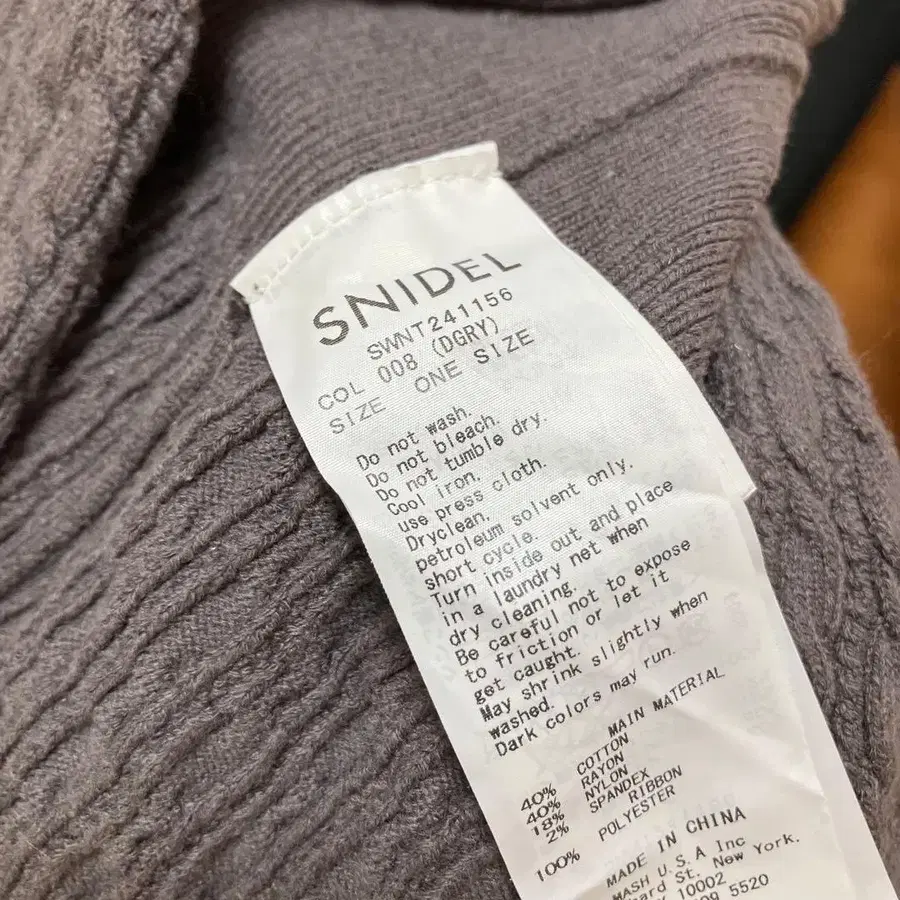 SNIDEL
SWNT241156
COL 008 (DGRY)
SIZE ONE SIZE
Do not wash.
Do not bleach.
Do not tumble dry.
Cool iron.
use press cloth.
Dryclean.
petroleum solvent only.
short cycle.
Turn inside out and place
in a laundry net when
dry cleaning.
Be careful not to expose
to friction or let it
get caught.
May shrink slightly when
washed.
Dark colors may run.
MAIN MATERIAL
40% COTTON
40% RAYON
18% NYLON
2% SPANDEX
RIBBON
100% POLYESTER
MADE IN CHINA
MASH U.S.A Inc
St. New York.
10002
5520